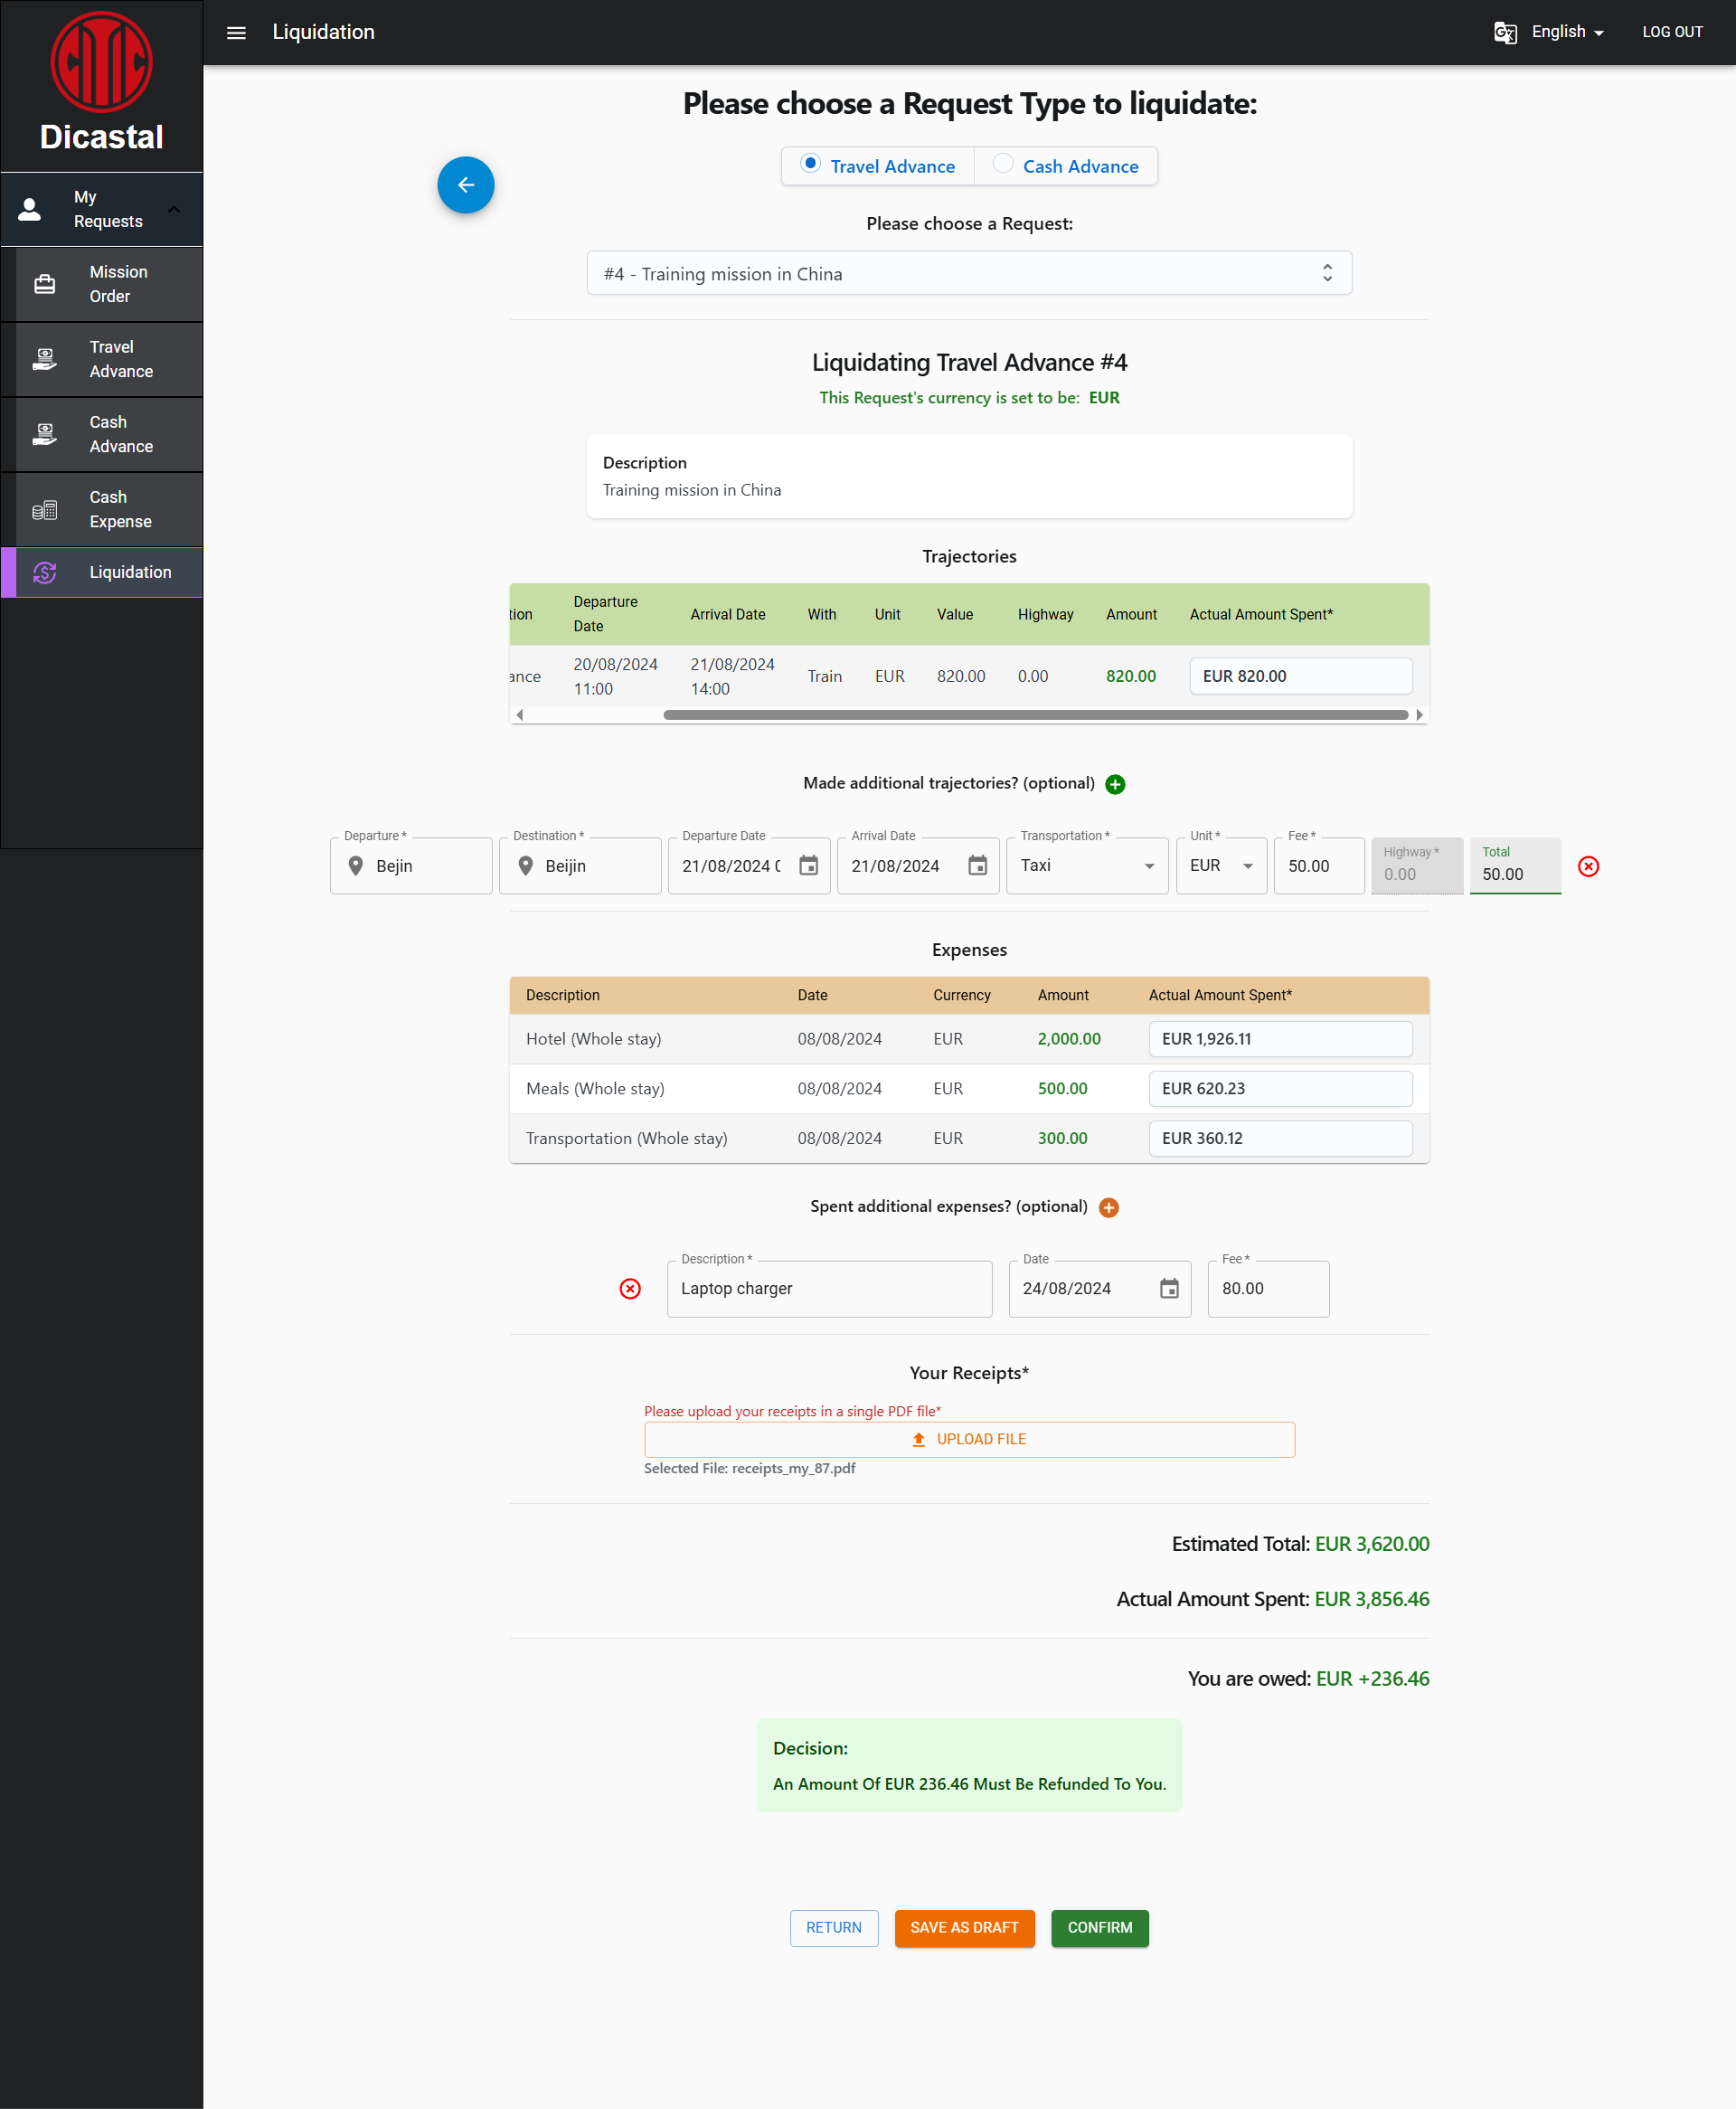 Dicastal
My
Requests
Mission
Order
Travel
Advance
Cash
Advance
Cash
Expense
Liquidation
Liquidation
English
LOG OUT
Please choose a Request Type to liquidate:
Travel Advance
Cash Advance
Please choose a Request:
#4 - Training mission in China
Liquidating Travel Advance #4
This Request's currency is set to be: EUR
Description
Training mission in China
Trajectories
tion Departure Date Arrival Date With Unit Value Highway Amount Actual Amount Spent*
ance 20/08/2024 11:00 21/08/2024 14:00 Train EUR 820.00 0.00 820.00 EUR 820.00
Made additional trajectories? (optional)
Departure * Destination * Departure Date Arrival Date Transportation * Unit * Fee * Highway * Total
Bejin Beijin 21/08/2024 21/08/2024 Taxi EUR 50.00 0.00 50.00
Expenses
Description Date Currency Amount Actual Amount Spent*
Hotel (Whole stay) 08/08/2024 EUR 2,000.00 EUR 1,926.11
Meals (Whole stay) 08/08/2024 EUR 500.00 EUR 620.23
Transportation (Whole stay) 08/08/2024 EUR 300.00 EUR 360.12
Spent additional expenses? (optional)
Description * Date Fee *
Laptop charger 24/08/2024 80.00
Your Receipts*
Please upload your receipts in a single PDF file*
UPLOAD FILE
Selected File: receipts_my_87.pdf
Estimated Total: EUR 3,620.00
Actual Amount Spent: EUR 3,856.46
You are owed: EUR +236.46
Decision:
An Amount Of EUR 236.46 Must Be Refunded To You.
RETURN
SAVE AS DRAFT
CONFIRM